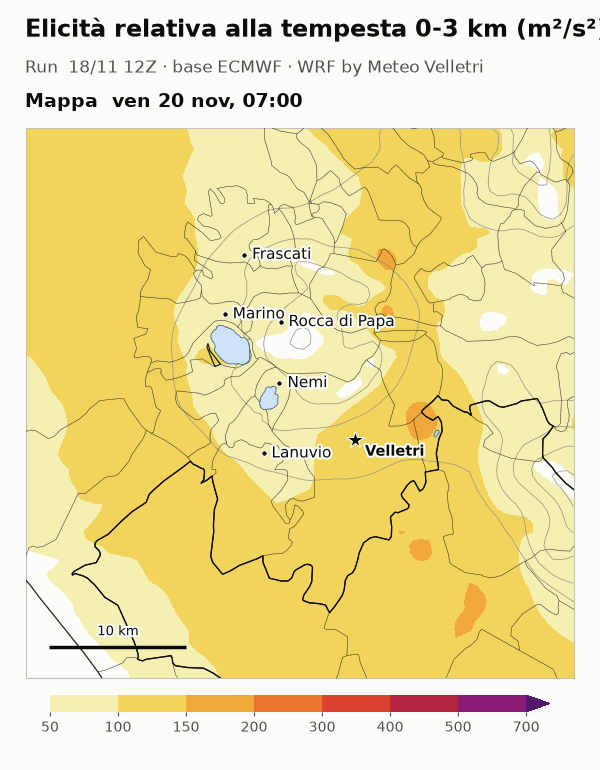 Elicità relativa alla tempesta 0-3 km (m²/s²)
Run  18/11 12Z · base ECMWF · WRF by Meteo Velletri
Mappa  ven 20 nov, 07:00
Frascati
Marino
Rocca di Papa
Nemi
Velletri
Lanuvio
10 km
50 100 150 200 300 400 500 700